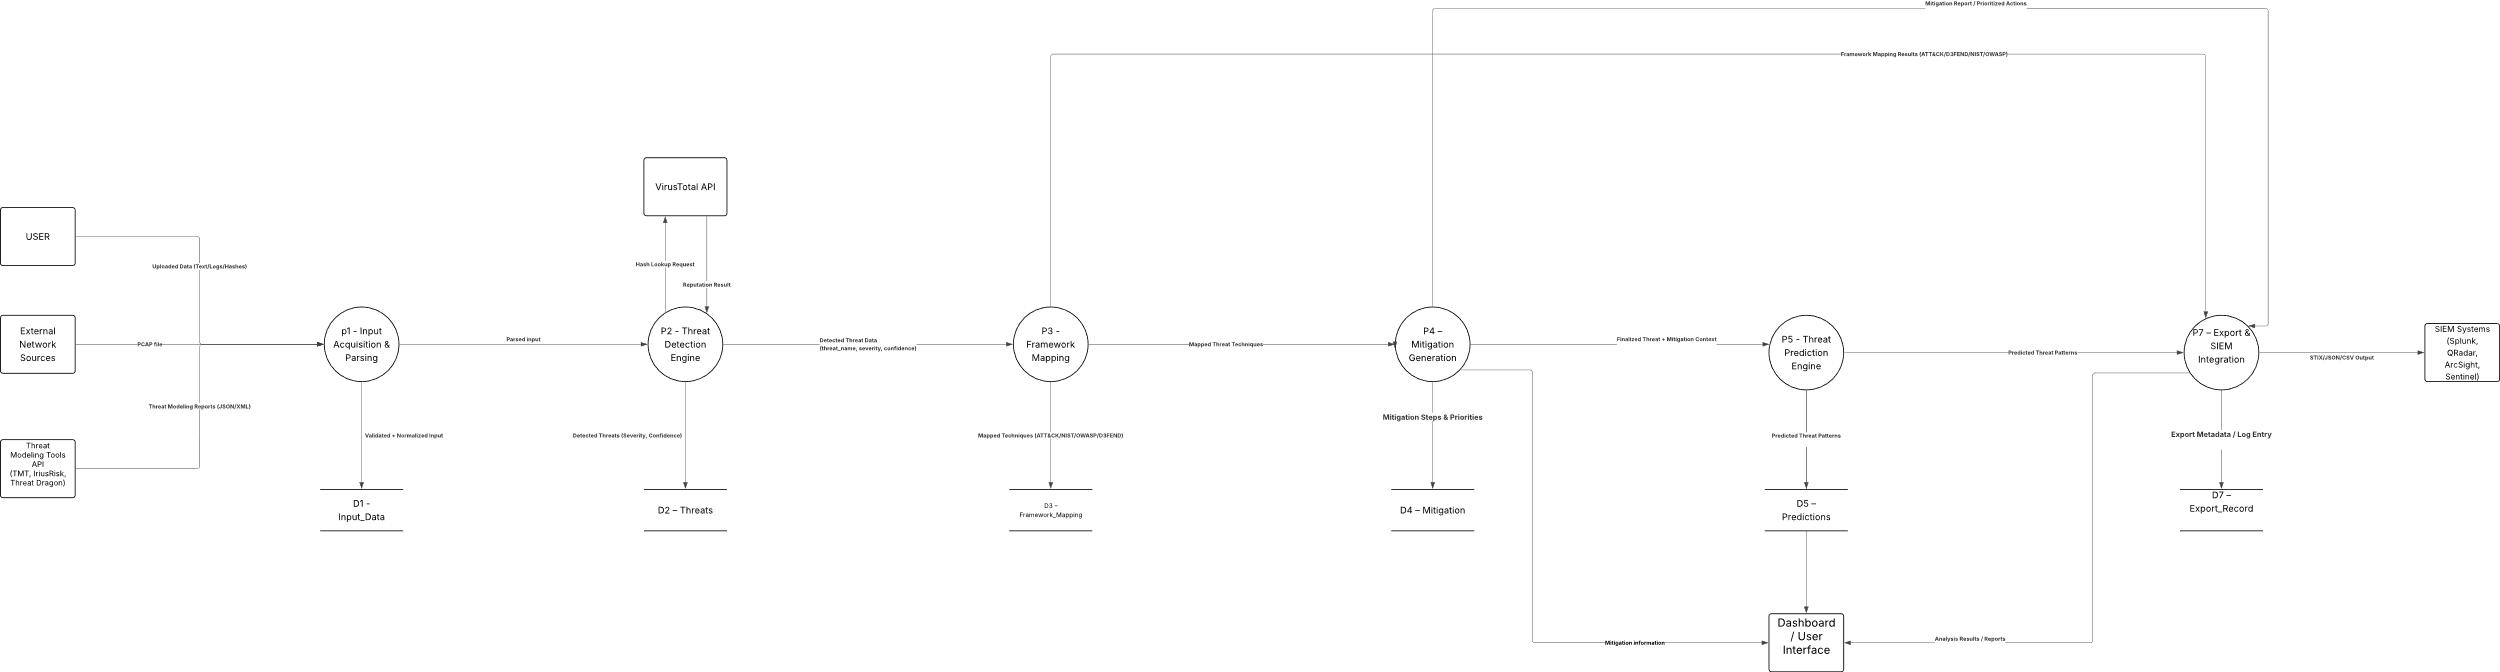 Mitigation Report / Prioritized Actions
Framework Mapping Results (ATT&CK/D3FEND/NIST/OWASP)
VirusTotal API
USER
Uploaded Data (Text/Logs/Hashes)
Hash Lookup Request
Reputation Result
External
Network
Sources
PCAP file
p1 - Input
Acquisition &
Parsing
Parsed input
P2 - Threat
Detection
Engine
Detected Threat Data
(threat_name, severity, confidence)
P3 -
Framework
Mapping
Mapped Threat Techniques
P4 –
Mitigation
Generation
Finalized Threat + Mitigation Context
P5 - Threat
Prediction
Engine
Predicted Threat Patterns
P7 – Export &
SIEM
Integration
STIX/JSON/CSV Output
SIEM Systems
(Splunk,
QRadar,
ArcSight,
Sentinel)
Threat Modeling Reports (JSON/XML)
Threat
Modeling Tools
API
(TMT, IriusRisk,
Threat Dragon)
Validated + Normalized Input
Detected Threats (Severity, Confidence)
Mapped Techniques (ATT&CK/NIST/OWASP/D3FEND)
Mitigation Steps & Priorities
Predicted Threat Patterns
Export Metadata / Log Entry
D1 -
Input_Data
D2 – Threats
D3 –
Framework_Mapping
D4 – Mitigation
D5 –
Predictions
D7 –
Export_Record
Mitigation information
Dashboard
/ User
Interface
Analysis Results / Reports